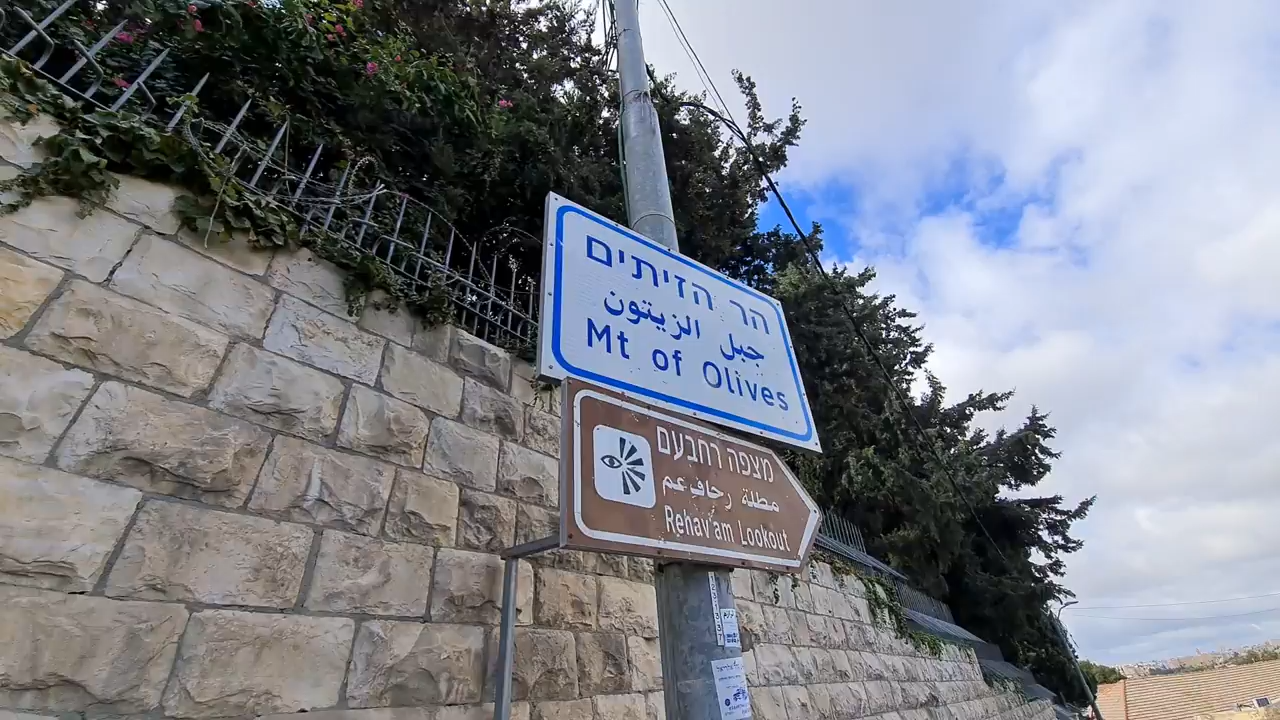 הר הזיתים
جبل الزيتون
Mt of Olives
מצפה רחבעם
مطلة رحافعم
Rehav'am Lookout